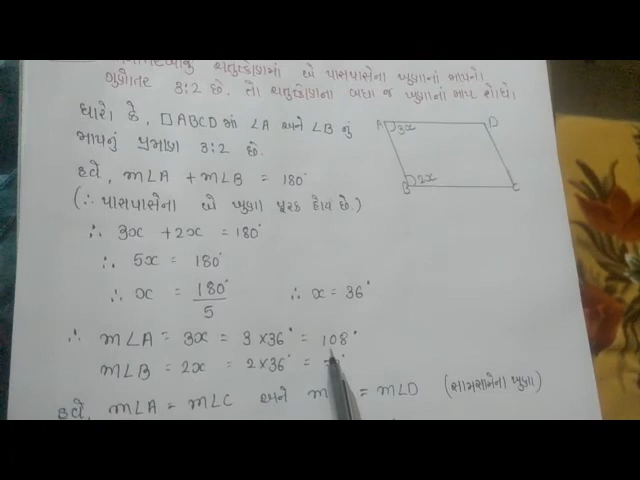 ચતુષ્કોણમાં બે પાસપાસેના ખૂણાનાં માપનો
ગુણોત્તર 3:2 છે. તો ચતુષ્કોણના બધા જ ખૂણાનાં માપ શોધો.
ધારો કે, □ABCD માં ∠A અને ∠B નું
માપનું પ્રમાણ 3:2 છે.
હવે, m∠A + m∠B = 180°
(∴ પાસપાસેના બે ખૂણા પૂરક હોય છે.)
∴ 3x + 2x = 180°
∴ 5x = 180°
∴ x = 180°/5 ∴ x = 36°
∴ m∠A = 3x = 3 × 36° = 108°
m∠B = 2x = 2 × 36° =
હવે, m∠A = m∠C અને m = m∠D (સામસામેના ખૂણા)
A 3x D
B 2x C